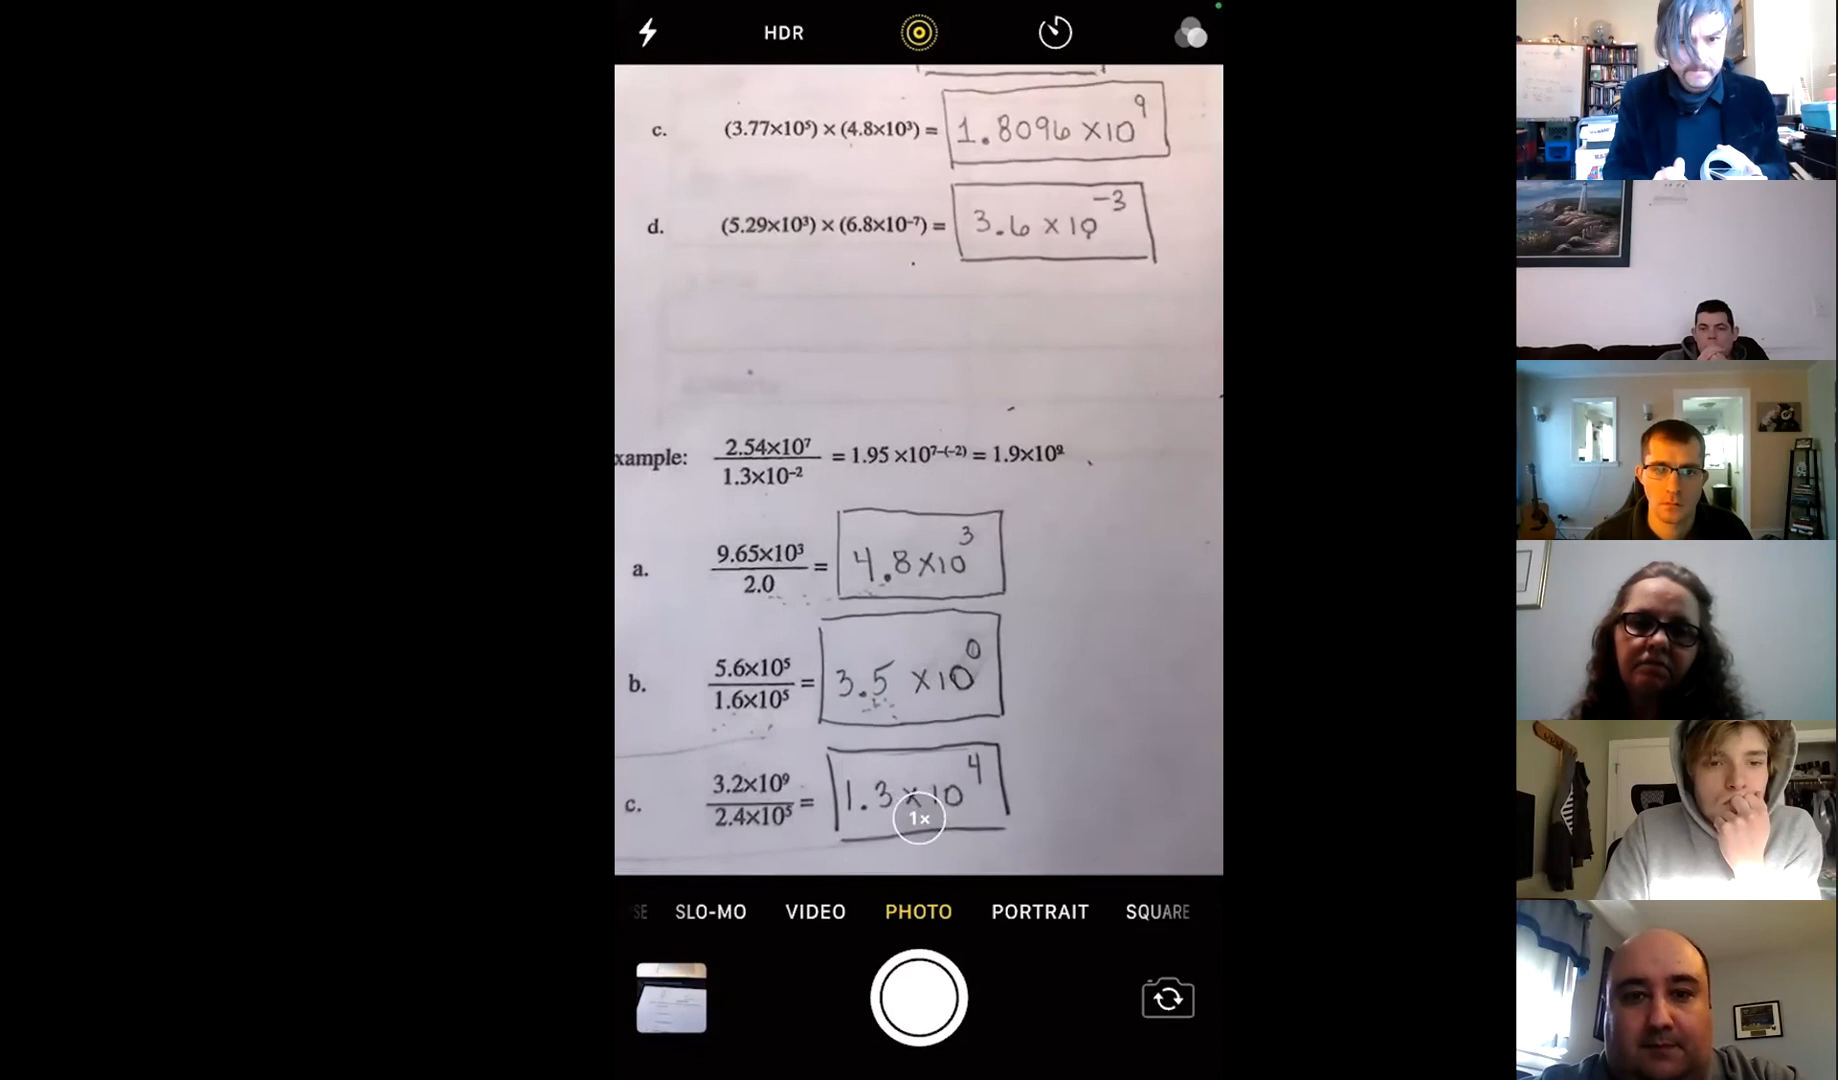 HDR
c. (3.77×10⁵) × (4.8×10³) = 1.8096 ×10⁹
d. (5.29×10³) × (6.8×10⁻⁷) = 3.6 × 10⁻³
xample: 2.54×10⁷ / 1.3×10⁻² = 1.95 ×10⁷⁻⁽⁻²⁾ = 1.9×10⁹
a. 9.65×10³ / 2.0 = 4.8×10³
b. 5.6×10⁵ / 1.6×10⁵ = 3.5 ×10⁰
c. 3.2×10⁹ / 2.4×10⁵ = 1.3×10⁴
1×
SE SLO-MO VIDEO PHOTO PORTRAIT SQUARE